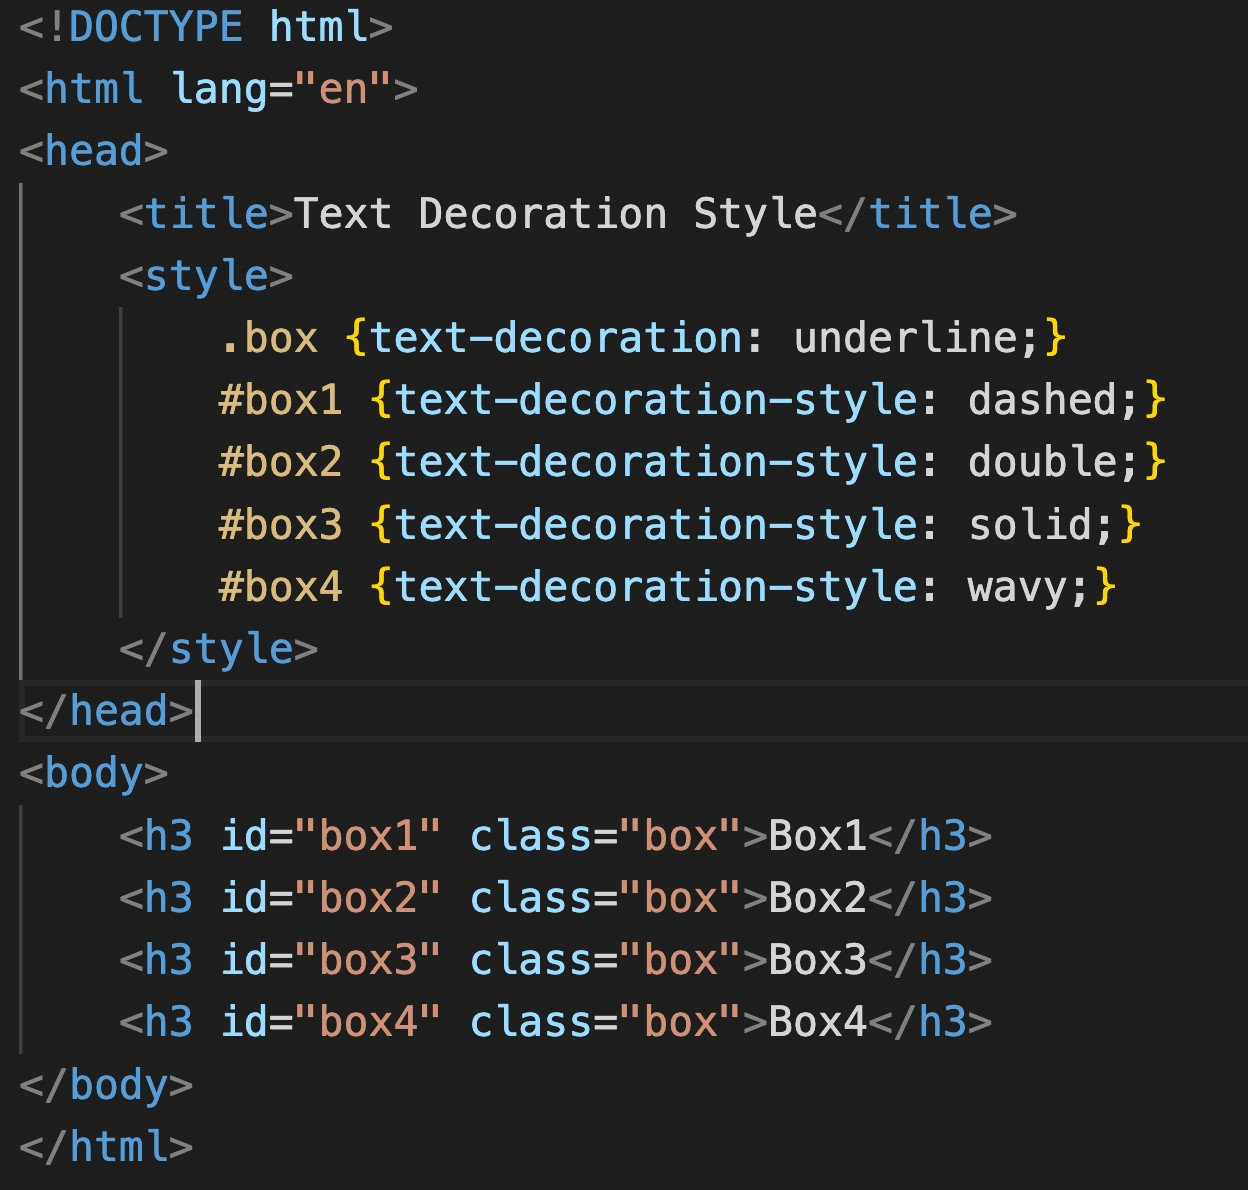 <!DOCTYPE html>
<html lang="en">
<head>
    <title>Text Decoration Style</title>
    <style>
        .box {text-decoration: underline;}
        #box1 {text-decoration-style: dashed;}
        #box2 {text-decoration-style: double;}
        #box3 {text-decoration-style: solid;}
        #box4 {text-decoration-style: wavy;}
    </style>
</head>
<body>
    <h3 id="box1" class="box">Box1</h3>
    <h3 id="box2" class="box">Box2</h3>
    <h3 id="box3" class="box">Box3</h3>
    <h3 id="box4" class="box">Box4</h3>
</body>
</html>